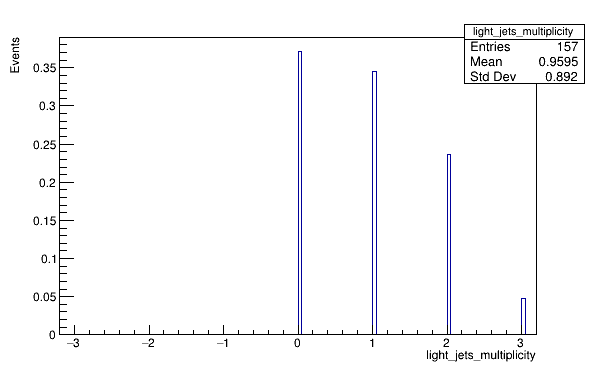 light_jets_multiplicity
Entries 157
Mean 0.9595
Std Dev 0.892
Events
0.35
0.3
0.25
0.2
0.15
0.1
0.05
0
−3 −2 −1 0 1 2 3
light_jets_multiplicity